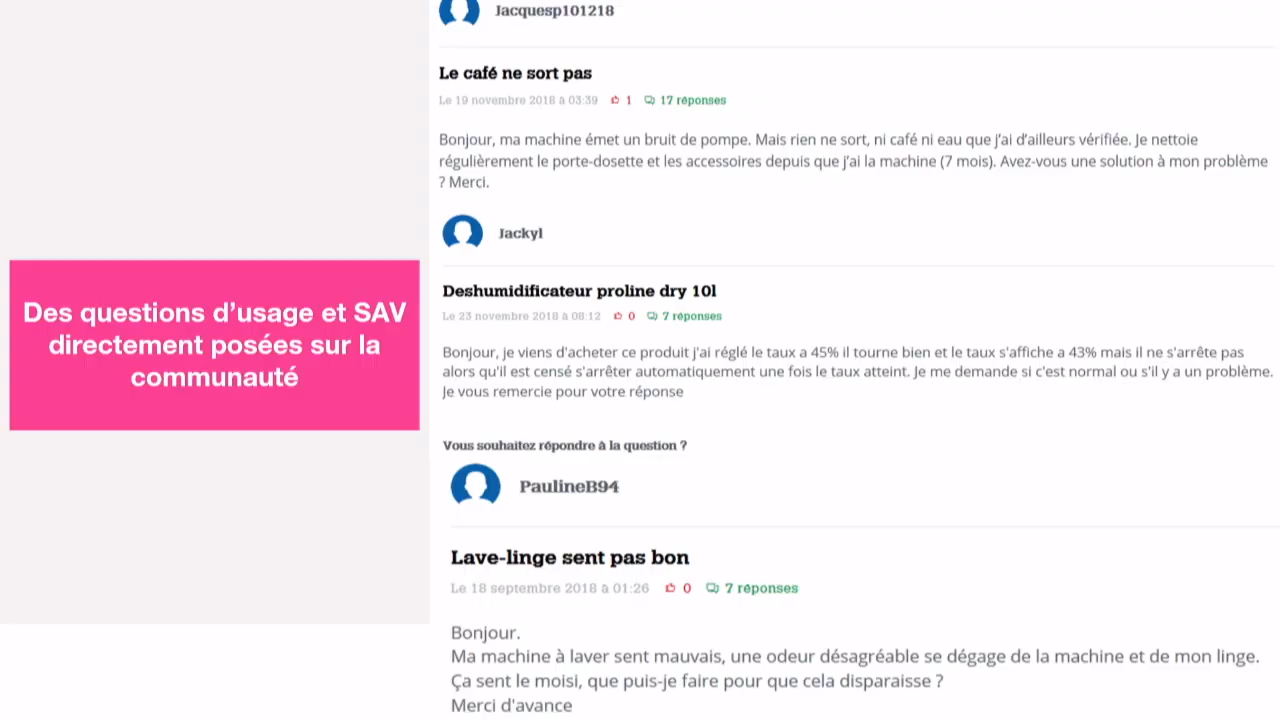 Jacquesp101218
Le café ne sort pas
Le 19 novembre 2018 à 03:39 1 17 réponses
Bonjour, ma machine émet un bruit de pompe. Mais rien ne sort, ni café ni eau que j’ai d’ailleurs vérifiée. Je nettoie
régulièrement le porte-dosette et les accessoires depuis que j’ai la machine (7 mois). Avez-vous une solution à mon problème
? Merci.
Jackyl
Des questions d’usage et SAV
directement posées sur la
communauté
Deshumidificateur proline dry 10l
Le 23 novembre 2018 à 08:12 0 7 réponses
Bonjour, je viens d'acheter ce produit j'ai réglé le taux a 45% il tourne bien et le taux s'affiche a 43% mais il ne s'arrête pas
alors qu'il est censé s'arrêter automatiquement une fois le taux atteint. Je me demande si c'est normal ou s'il y a un problème.
Je vous remercie pour votre réponse
Vous souhaitez répondre à la question ?
PaulineB94
Lave-linge sent pas bon
Le 18 septembre 2018 à 01:26 0 7 réponses
Bonjour.
Ma machine à laver sent mauvais, une odeur désagréable se dégage de la machine et de mon linge.
Ça sent le moisi, que puis-je faire pour que cela disparaisse ?
Merci d'avance